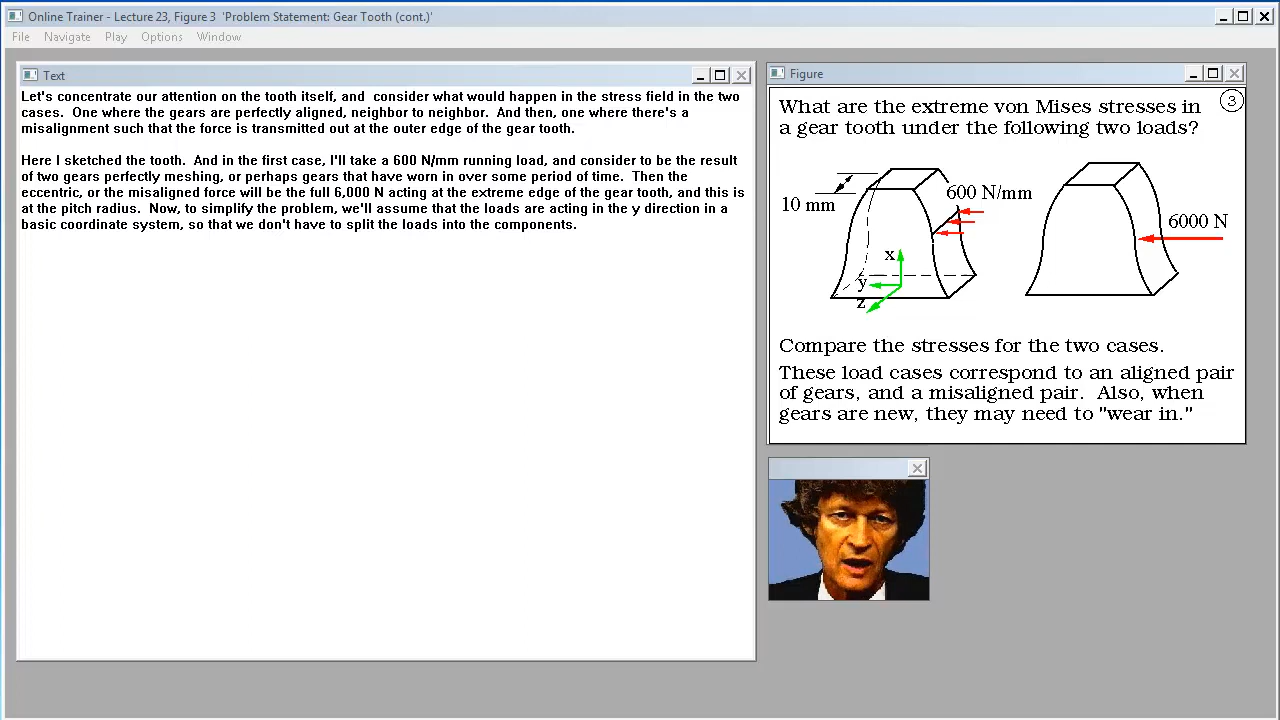 Online Trainer - Lecture 23, Figure 3  'Problem Statement: Gear Tooth (cont.)'
File Navigate Play Options Window
Text
Let's concentrate our attention on the tooth itself, and  consider what would happen in the stress field in the two
cases.  One where the gears are perfectly aligned, neighbor to neighbor.  And then, one where there's a
misalignment such that the force is transmitted out at the outer edge of the gear tooth.
Here I sketched the tooth.  And in the first case, I'll take a 600 N/mm running load, and consider to be the result
of two gears perfectly meshing, or perhaps gears that have worn in over some period of time.  Then the
eccentric, or the misaligned force will be the full 6,000 N acting at the extreme edge of the gear tooth, and this is
at the pitch radius.  Now, to simplify the problem, we'll assume that the loads are acting in the y direction in a
basic coordinate system, so that we don't have to split the loads into the components.
Figure
What are the extreme von Mises stresses in
a gear tooth under the following two loads?
3
10 mm
600 N/mm
6000 N
x
y
z
Compare the stresses for the two cases.
These load cases correspond to an aligned pair
of gears, and a misaligned pair.  Also, when
gears are new, they may need to "wear in."